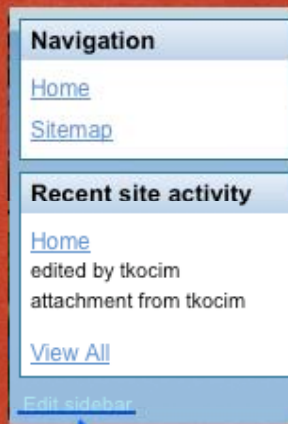 Navigation
Home
Sitemap
Recent site activity
Home
edited by tkocim
attachment from tkocim
View All
Edit sidebar